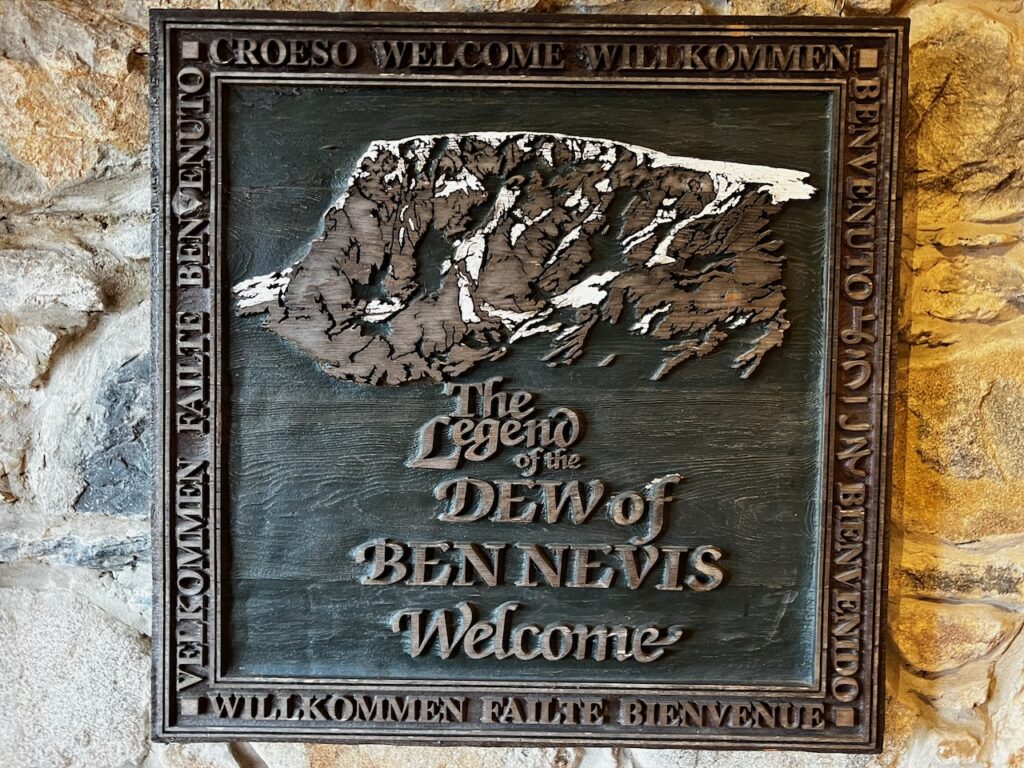 CROESO WELCOME WILLKOMMEN
BENVENUTO BIENVENIDO
The
Legend
of the
DEW of
BEN NEVIS
Welcome
WILLKOMMEN FAILTE BIENVENUE
VELKOMMEN FAILTE BENVENUTO